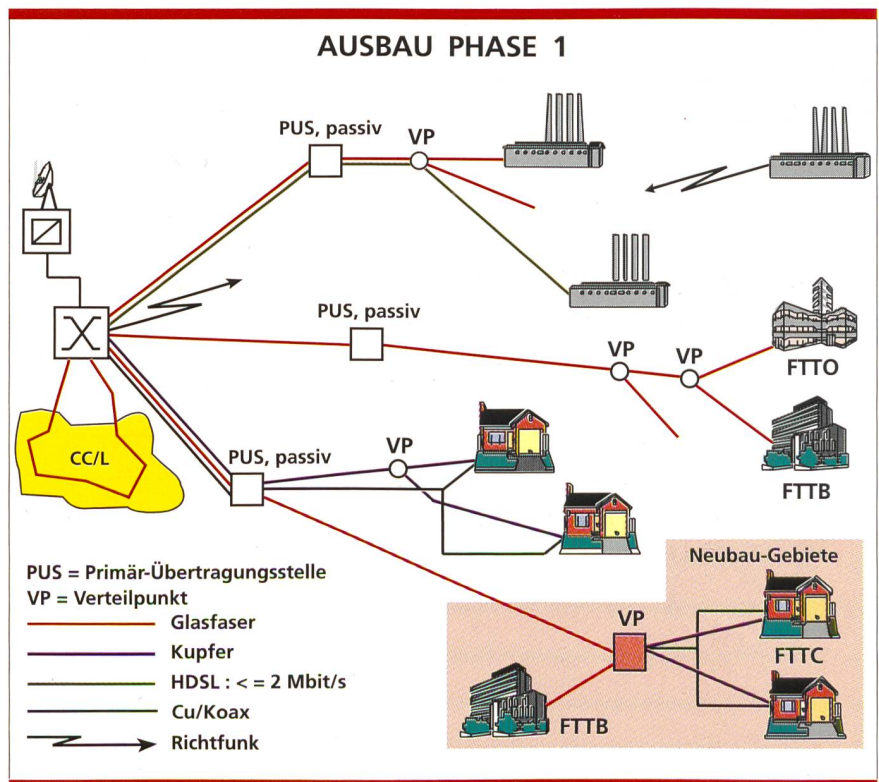 AUSBAU PHASE 1
PUS, passiv
VP
PUS, passiv
VP
VP
FTTO
PUS, passiv
VP
CC/L
FTTB
Neubau-Gebiete
PUS = Primär-Übertragungsstelle
VP = Verteilpunkt
Glasfaser
Kupfer
HDSL : < = 2 Mbit/s
Cu/Koax
Richtfunk
VP
FTTC
FTTB